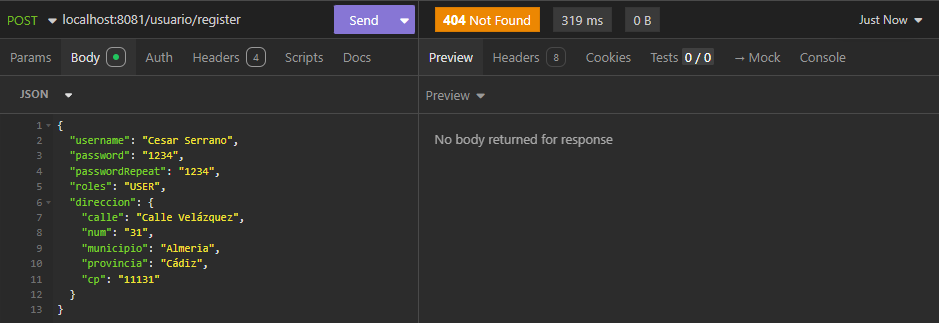 POST localhost:8081/usuario/register Send 404 Not Found 319 ms 0 B Just Now
Params Body Auth Headers 4 Scripts Docs Preview Headers 8 Cookies Tests 0 / 0 → Mock Console
JSON Preview
1 {
2 "username": "Cesar Serrano",
3 "password": "1234",
4 "passwordRepeat": "1234",
5 "roles": "USER",
6 "direccion": {
7 "calle": "Calle Velázquez",
8 "num": "31",
9 "municipio": "Almeria",
10 "provincia": "Cádiz",
11 "cp": "11131"
12 }
13 }
No body returned for response